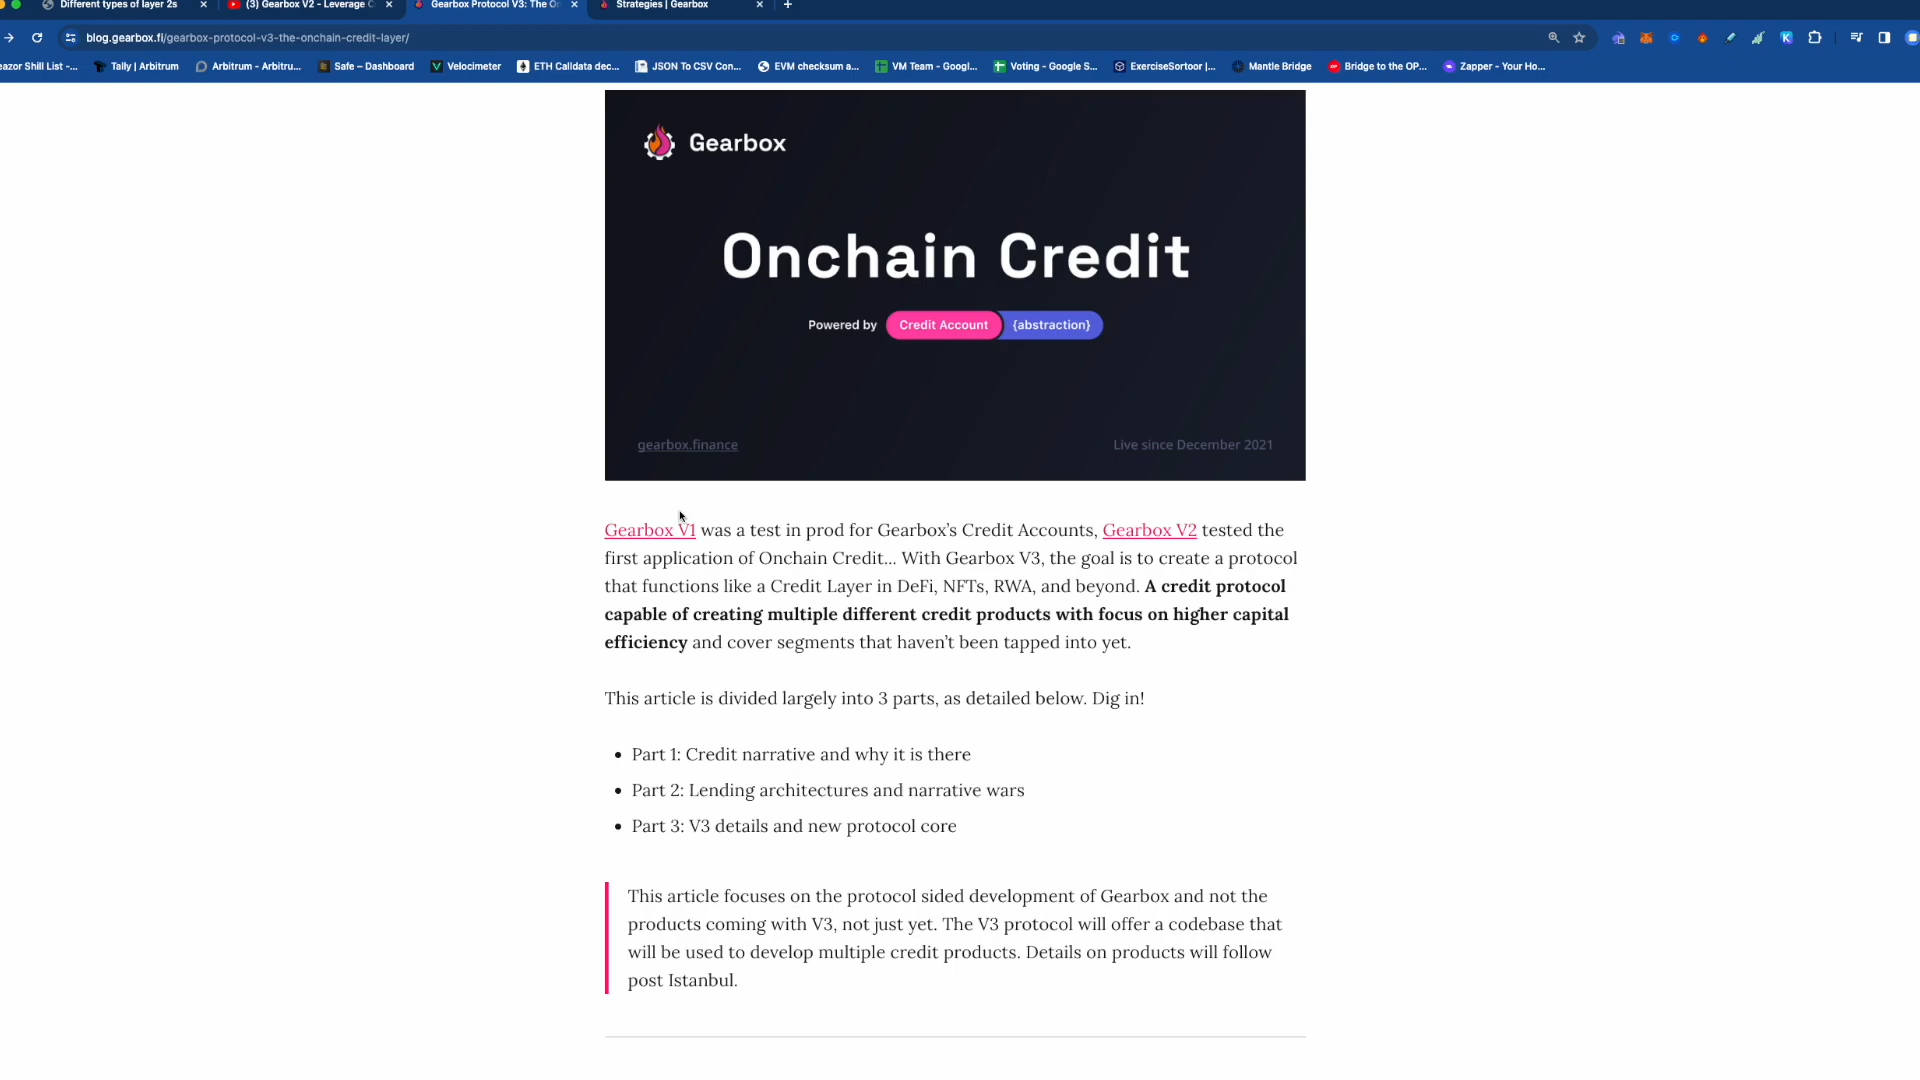 Different types of layer 2s
(3) Gearbox V2 - Leverage C
Gearbox Protocol V3: The On
Strategies | Gearbox
blog.gearbox.fi/gearbox-protocol-v3-the-onchain-credit-layer/
eazor Shill List -...
Tally | Arbitrum
Arbitrum - Arbitru...
Safe – Dashboard
Velocimeter
ETH Calldata dec...
JSON To CSV Con...
EVM checksum a...
VM Team - Googl...
Voting - Google S...
ExerciseSortoor |...
Mantle Bridge
Bridge to the OP...
Zapper - Your Ho...
Gearbox
Onchain Credit
Powered by Credit Account {abstraction}
gearbox.finance
Live since December 2021
Gearbox V1 was a test in prod for Gearbox’s Credit Accounts, Gearbox V2 tested the
first application of Onchain Credit... With Gearbox V3, the goal is to create a protocol
that functions like a Credit Layer in DeFi, NFTs, RWA, and beyond. A credit protocol
capable of creating multiple different credit products with focus on higher capital
efficiency and cover segments that haven’t been tapped into yet.
This article is divided largely into 3 parts, as detailed below. Dig in!
• Part 1: Credit narrative and why it is there
• Part 2: Lending architectures and narrative wars
• Part 3: V3 details and new protocol core
This article focuses on the protocol sided development of Gearbox and not the
products coming with V3, not just yet. The V3 protocol will offer a codebase that
will be used to develop multiple credit products. Details on products will follow
post Istanbul.